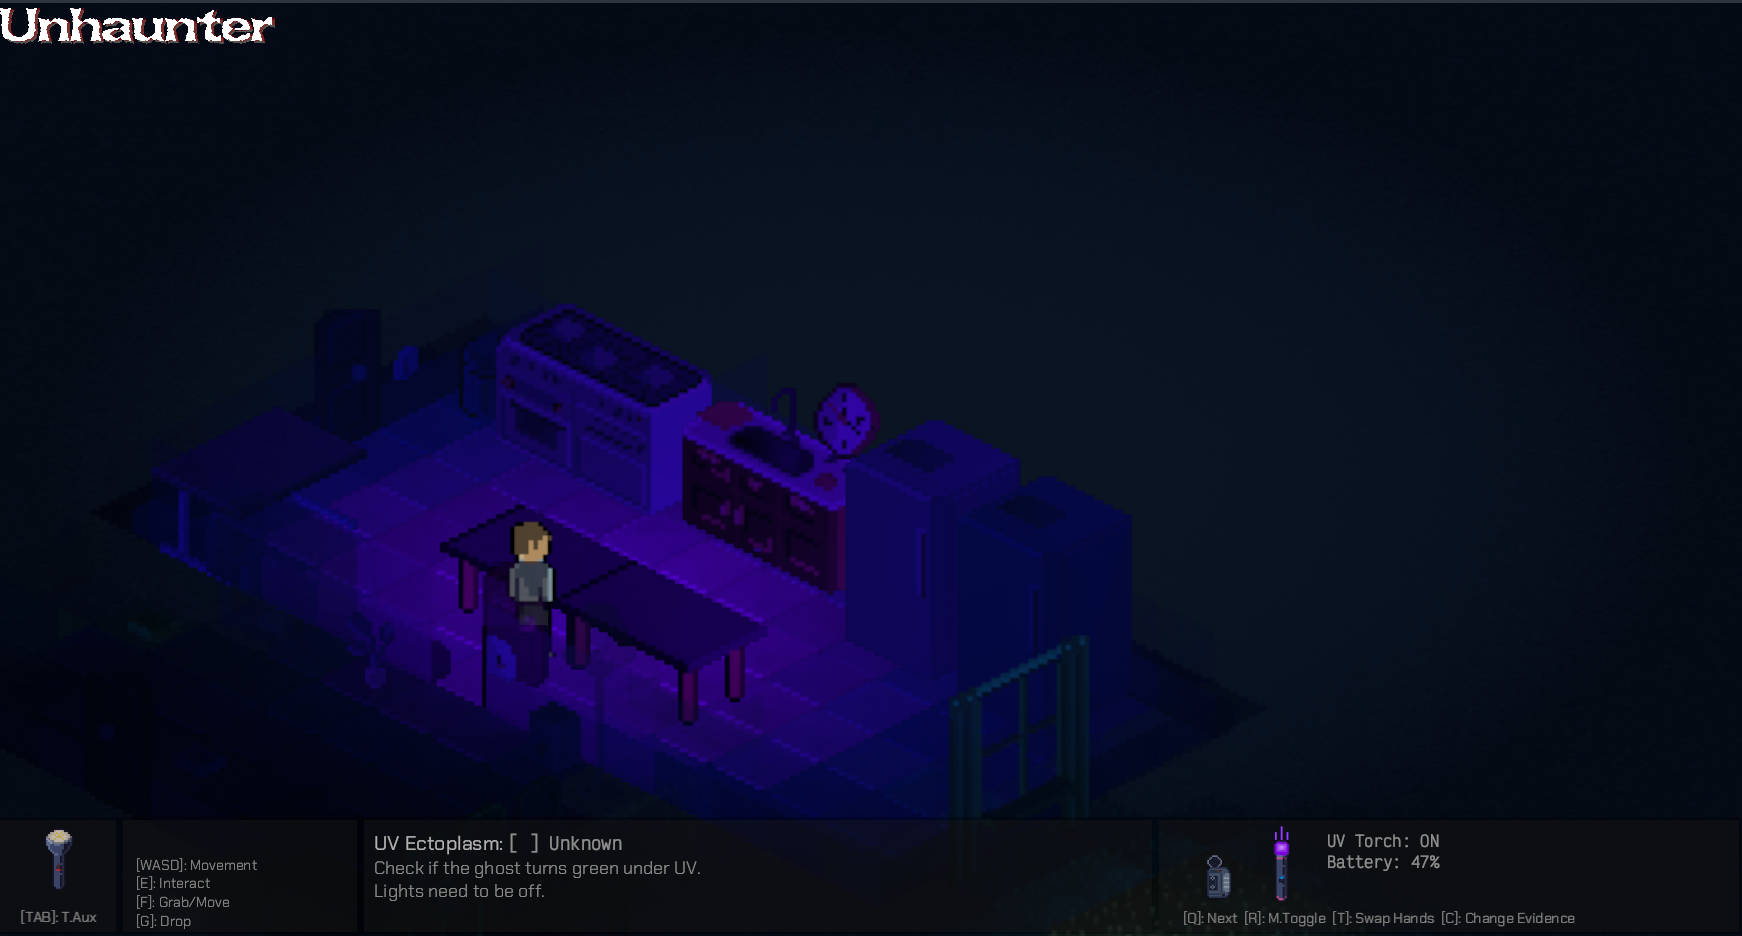 Unhaunter
[TAB]: T.Aux
[WASD]: Movement
[E]: Interact
[F]: Grab/Move
[G]: Drop
UV Ectoplasm: [ ] Unknown
Check if the ghost turns green under UV.
Lights need to be off.
UV Torch: ON
Battery: 47%
[Q]: Next [R]: M.Toggle [T]: Swap Hands [C]: Change Evidence